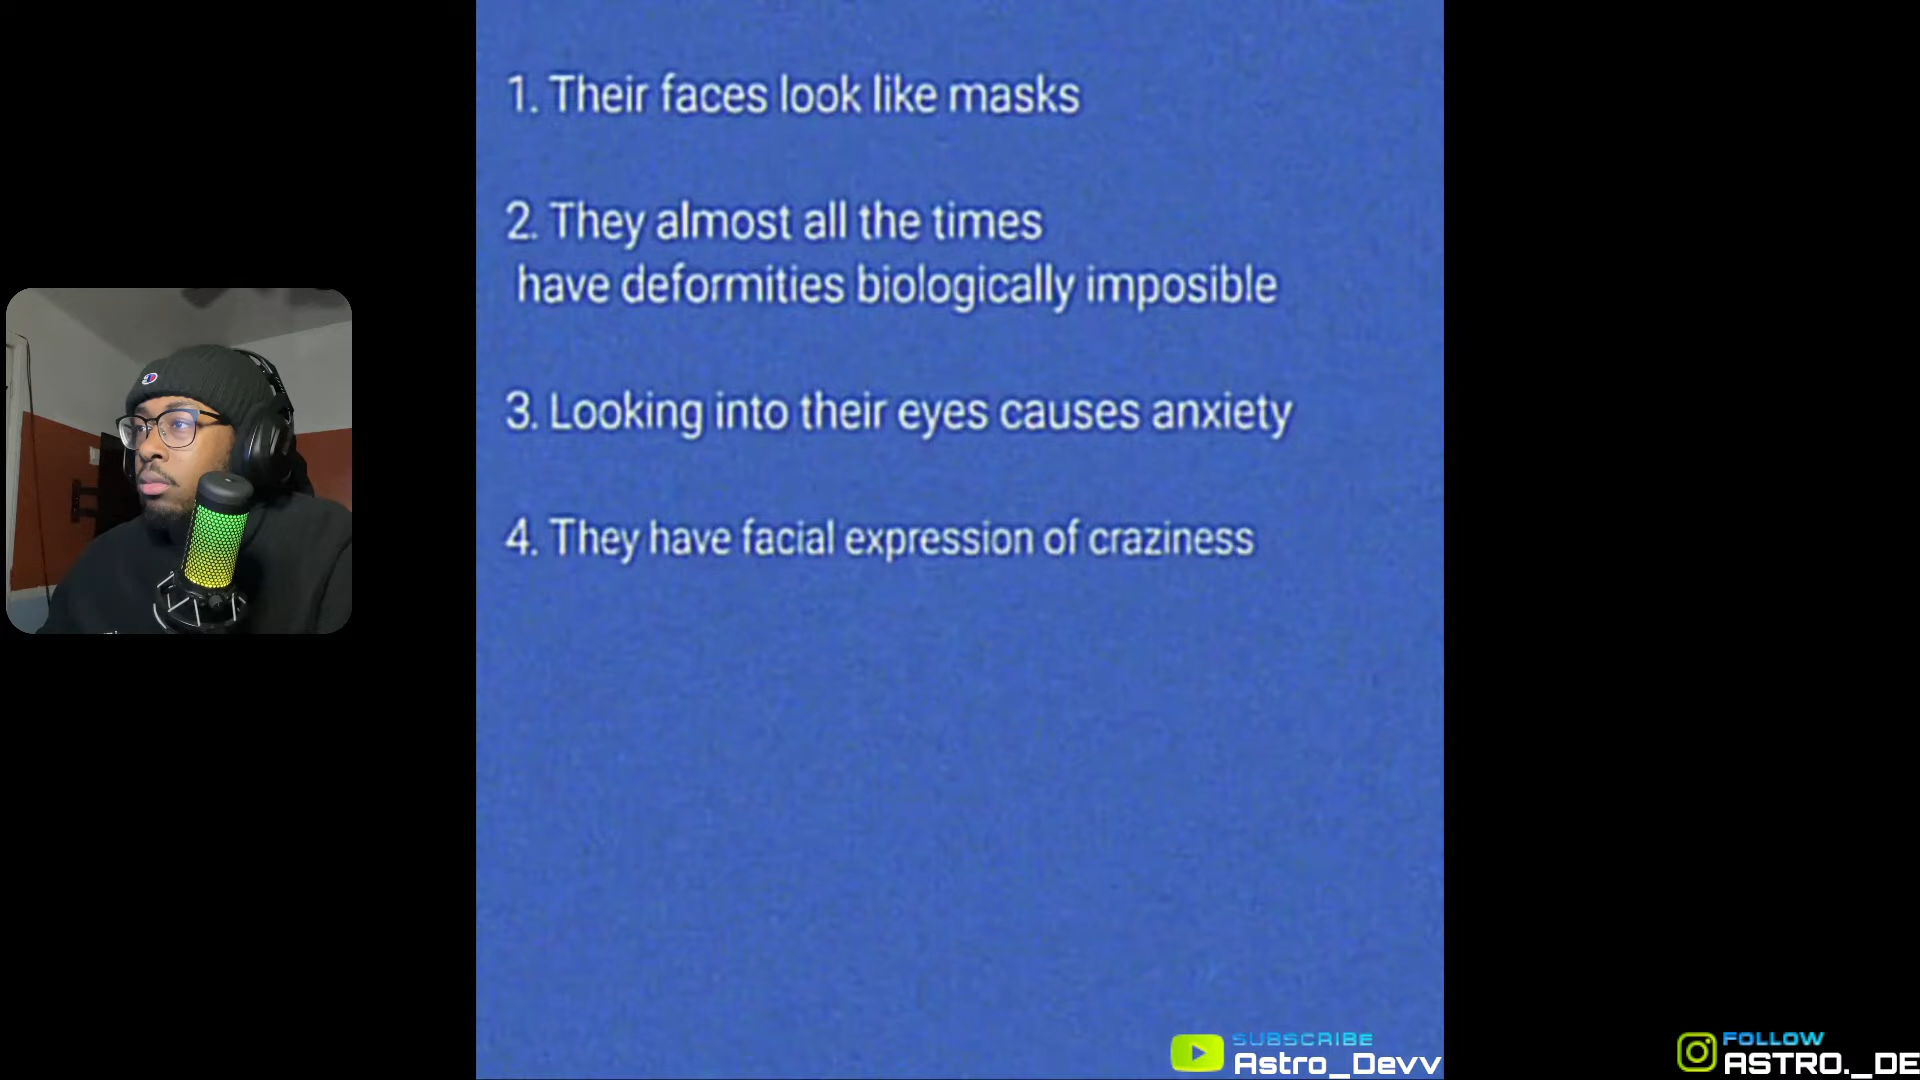 1. Their faces look like masks
2. They almost all the times
have deformities biologically imposible
3. Looking into their eyes causes anxiety
4. They have facial expression of craziness
SUBSCRIBE
Astro_Devv
FOLLOW
ASTRO._DE